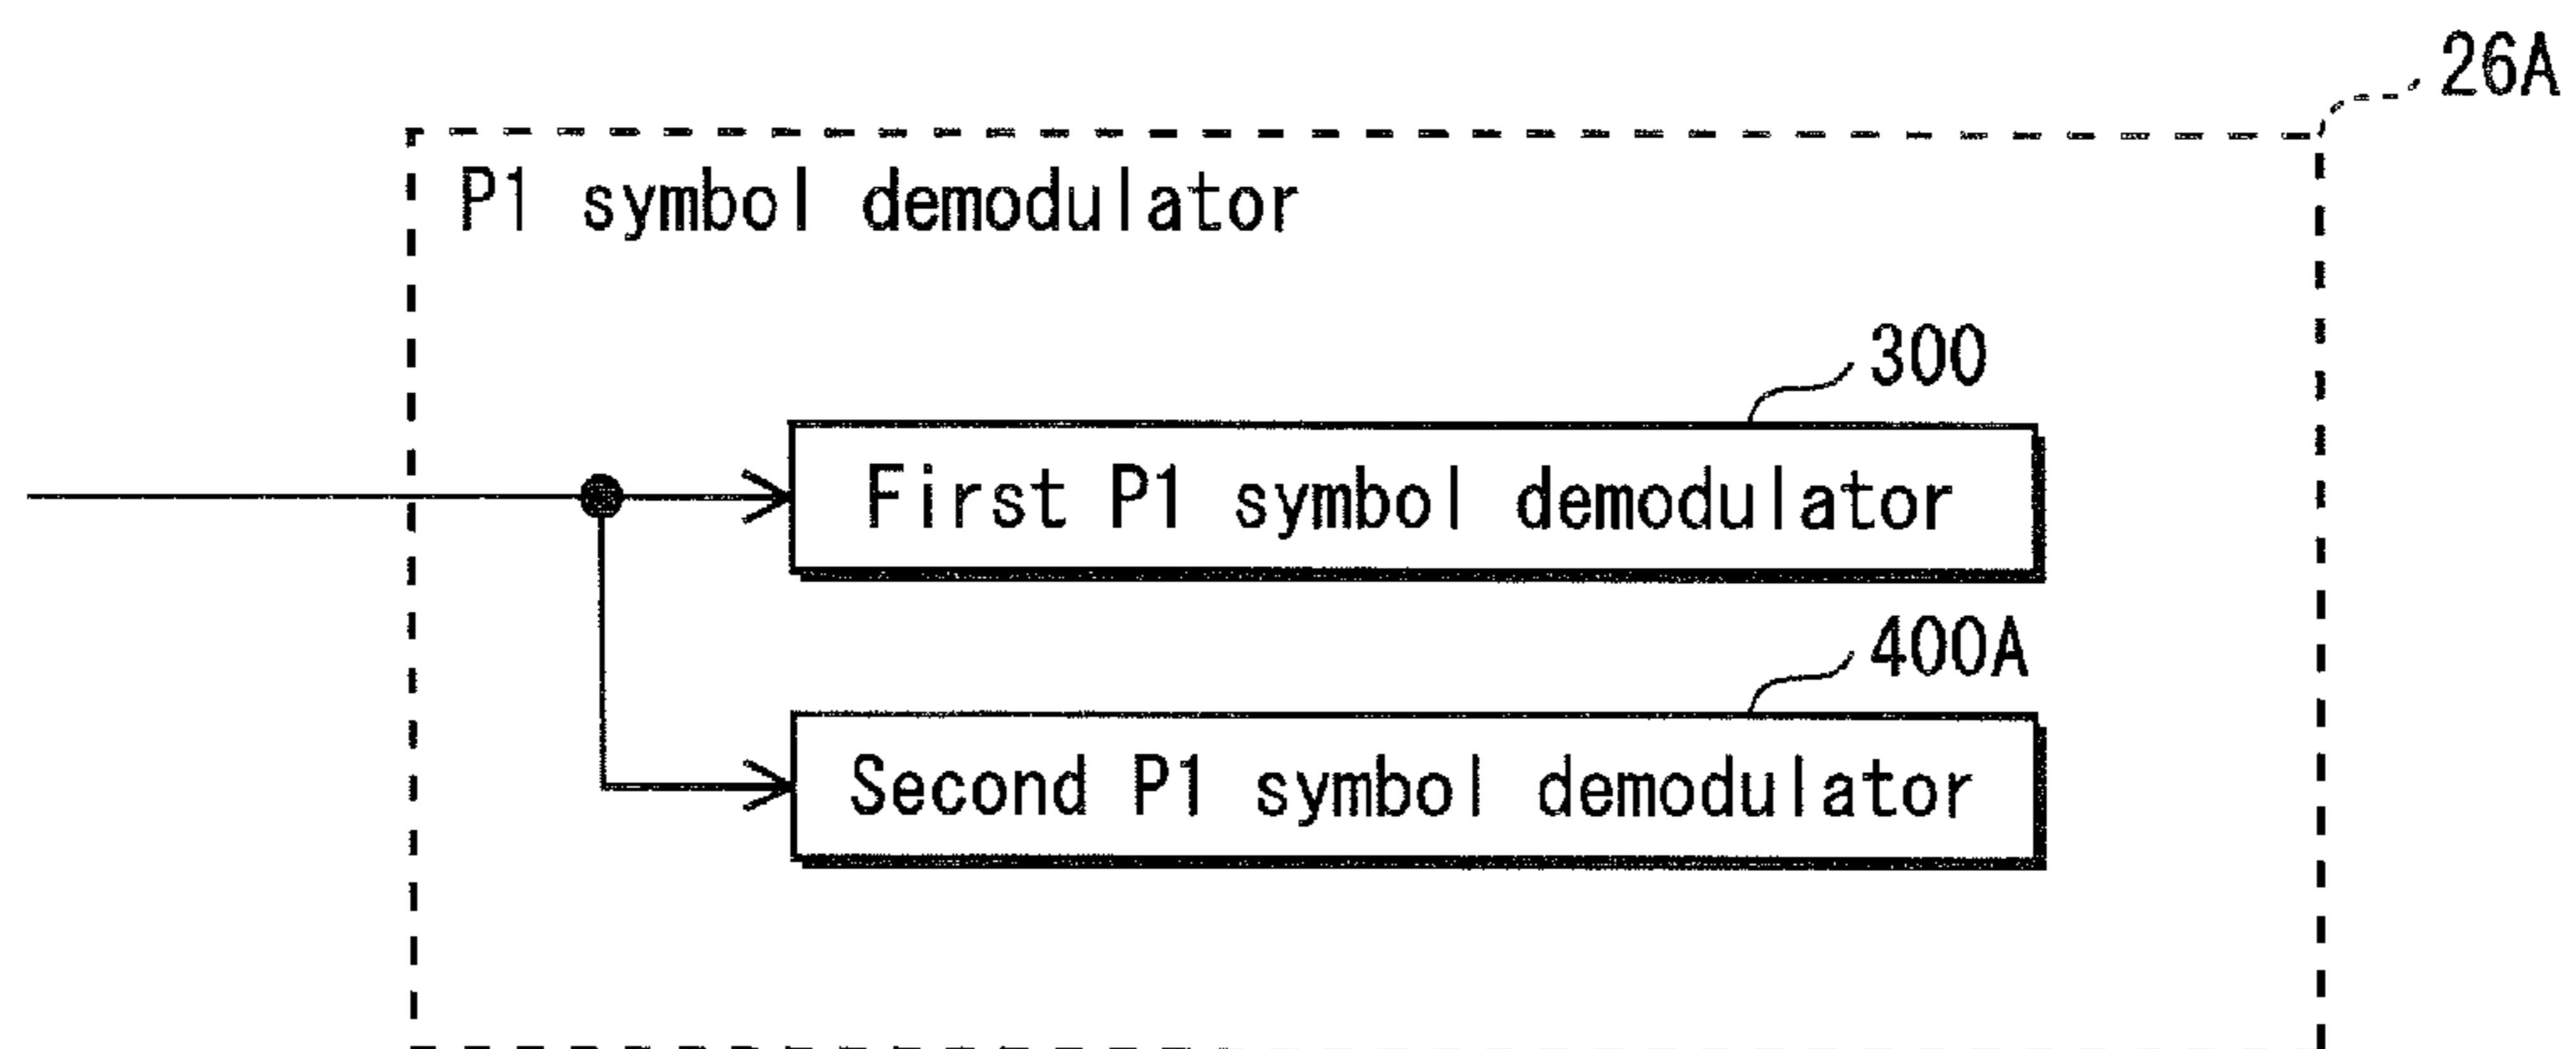 26A
P1 symbol demodulator
300
First P1 symbol demodulator
400A
Second P1 symbol demodulator